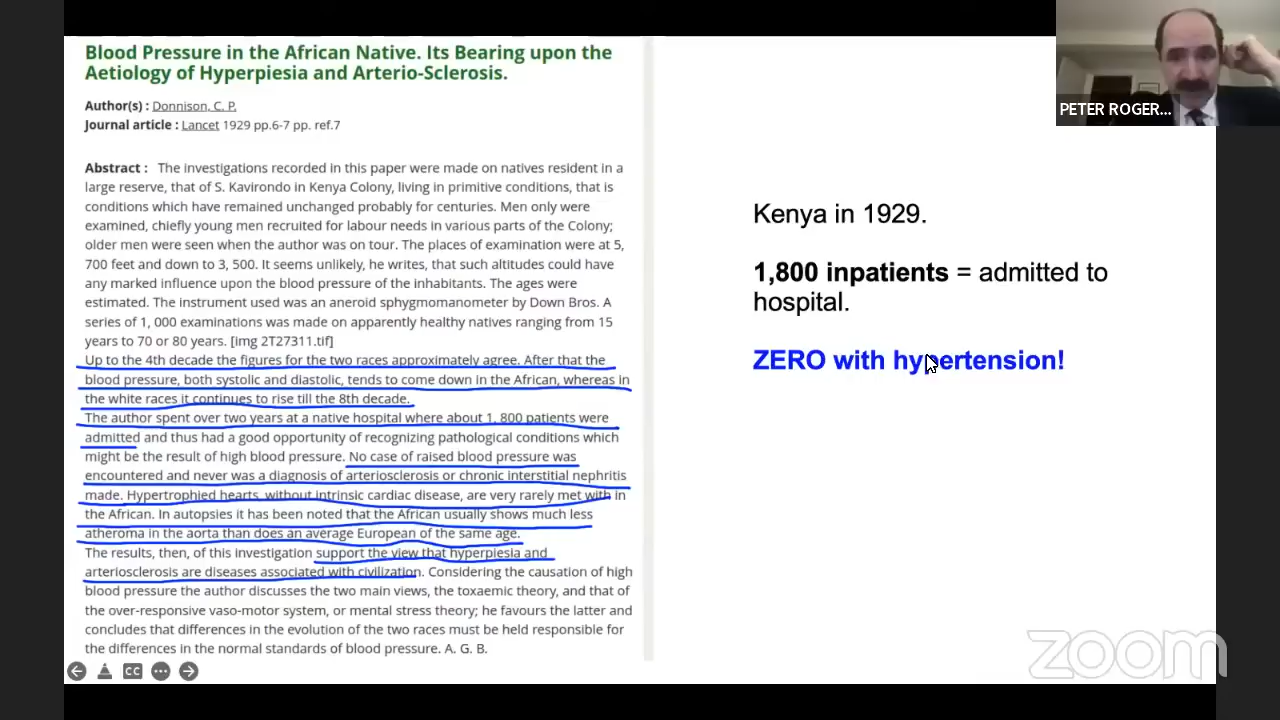 Blood Pressure in the African Native. Its Bearing upon the
Aetiology of Hyperpiesia and Arterio-Sclerosis.
Author(s) : Donnison, C. P.
Journal article : Lancet 1929 pp.6-7 pp. ref.7
Abstract : The investigations recorded in this paper were made on natives resident in a
large reserve, that of S. Kavirondo in Kenya Colony, living in primitive conditions, that is
conditions which have remained unchanged probably for centuries. Men only were
examined, chiefly young men recruited for labour needs in various parts of the Colony;
older men were seen when the author was on tour. The places of examination were at 5,
700 feet and down to 3, 500. It seems unlikely, he writes, that such altitudes could have
any marked influence upon the blood pressure of the inhabitants. The ages were
estimated. The instrument used was an aneroid sphygmomanometer by Down Bros. A
series of 1, 000 examinations was made on apparently healthy natives ranging from 15
years to 70 or 80 years. [img 2T27311.tif]
Up to the 4th decade the figures for the two races approximately agree. After that the
blood pressure, both systolic and diastolic, tends to come down in the African, whereas in
the white races it continues to rise till the 8th decade.
The author spent over two years at a native hospital where about 1, 800 patients were
admitted and thus had a good opportunity of recognizing pathological conditions which
might be the result of high blood pressure. No case of raised blood pressure was
encountered and never was a diagnosis of arteriosclerosis or chronic interstitial nephritis
made. Hypertrophied hearts, without intrinsic cardiac disease, are very rarely met with in
the African. In autopsies it has been noted that the African usually shows much less
atheroma in the aorta than does an average European of the same age.
The results, then, of this investigation support the view that hyperpiesia and
arteriosclerosis are diseases associated with civilization. Considering the causation of high
blood pressure the author discusses the two main views, the toxaemic theory, and that of
the over-responsive vaso-motor system, or mental stress theory; he favours the latter and
concludes that differences in the evolution of the two races must be held responsible for
the differences in the normal standards of blood pressure. A. G. B.
CC
Kenya in 1929.
1,800 inpatients = admitted to
hospital.
ZERO with hypertension!
PETER ROGER...
zoom